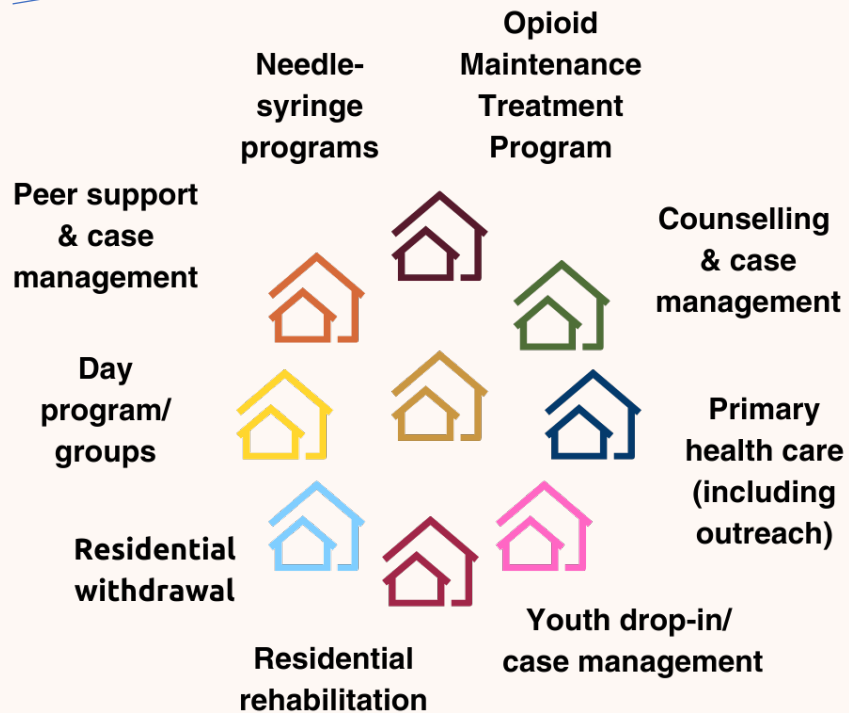 Needle-
syringe
programs
Opioid
Maintenance
Treatment
Program
Peer support
& case
management
Counselling
& case
management
Day
program/
groups
Primary
health care
(including
outreach)
Residential
withdrawal
Youth drop-in/
case management
Residential
rehabilitation